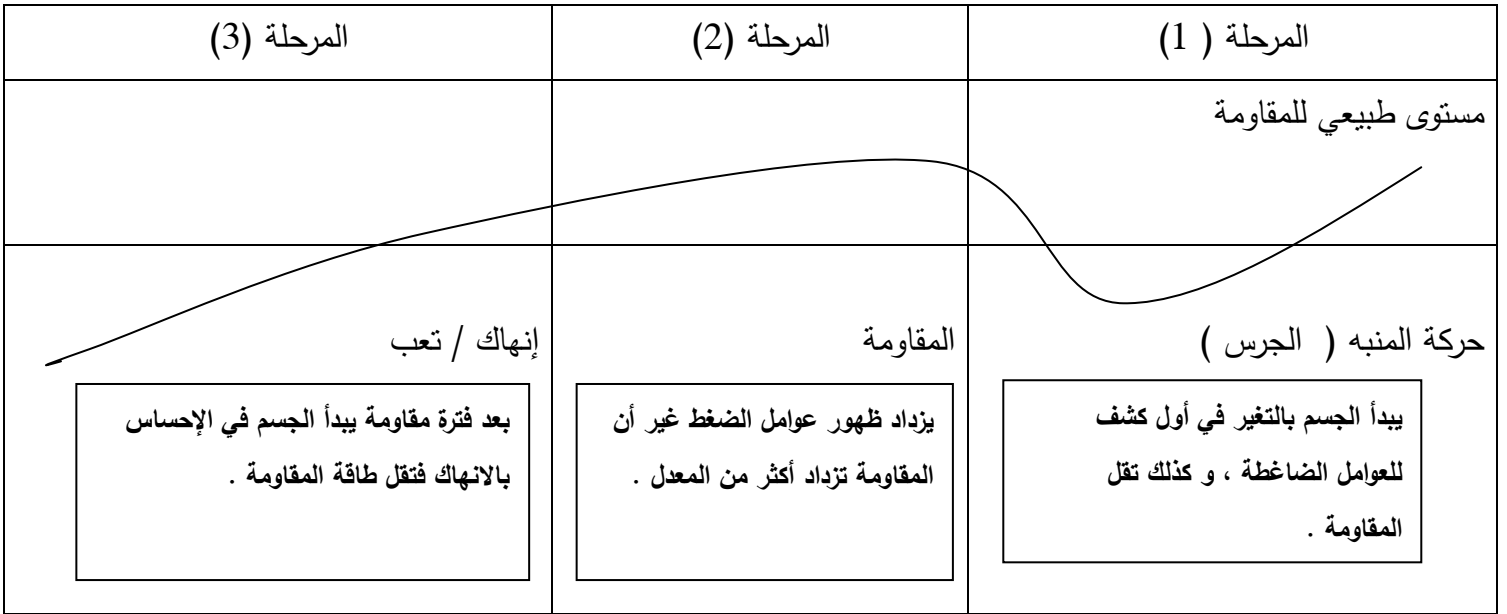 المرحلة ( 1)
المرحلة (2)
المرحلة (3)
مستوى طبيعي للمقاومة
حركة المنبه ( الجرس )
المقاومة
إنهاك / تعب
يبدأ الجسم بالتغير في أول كشف
للعوامل الضاغطة ، و كذلك تقل
المقاومة .
يزداد ظهور عوامل الضغط غير أن
المقاومة تزداد أكثر من المعدل .
بعد فترة مقاومة يبدأ الجسم في الإحساس
بالانهاك فتقل طاقة المقاومة .